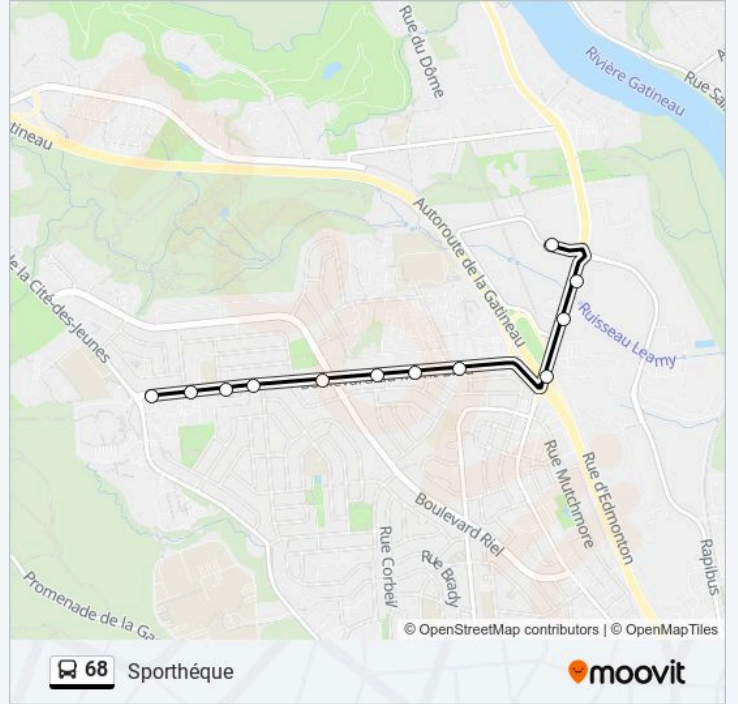 Rue du Dôme
Rivière Gatineau
Rue Sai
A
tineau
Autoroute de la Gatineau
e la Cité-des-Jeunes
Ruisseau Leamy
Boulevard Riel
Rue Mutchmore
Rue d'Edmonton
Rue Corbeil
Rue Brady
Rapibus
Promenade de la Ga
© OpenStreetMap contributors | © OpenMapTiles
68 Sporthéque
moovit